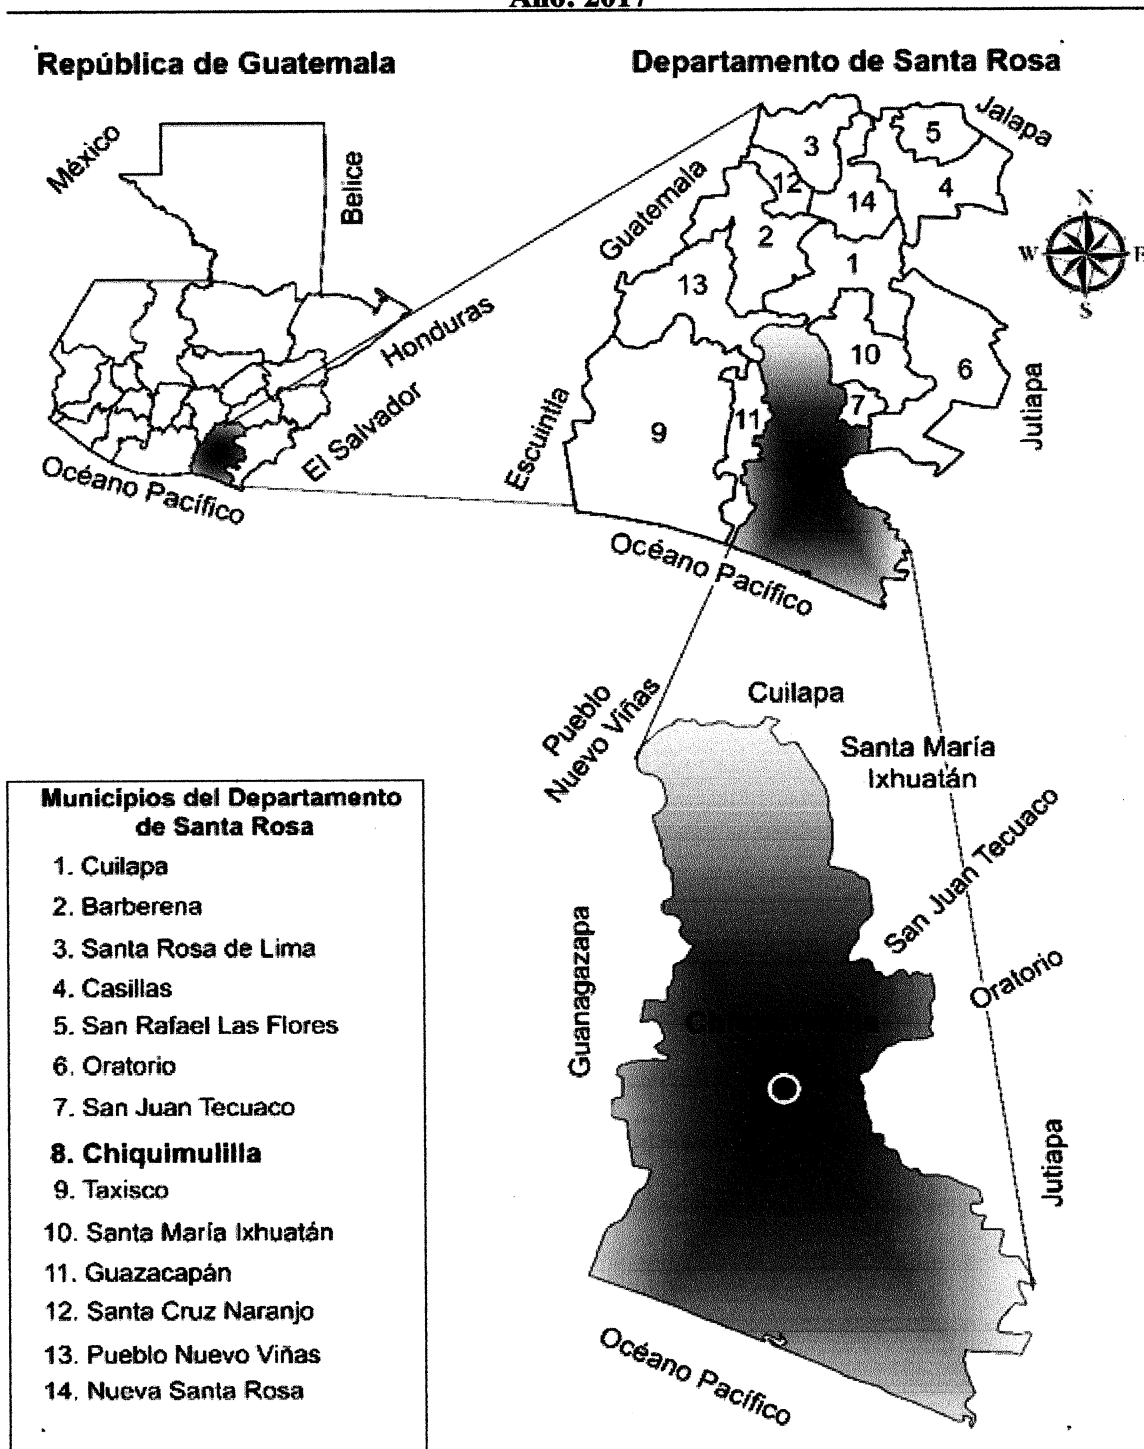 Año: 2017
República de Guatemala
Departamento de Santa Rosa
México
Belice
Honduras
El Salvador
Océano Pacífico
Guatemala
Jalapa
Jutiapa
Escuintla
Océano Pacífico
3
5
12
14
4
2
1
13
10
6
7
11
9
N
W
E
S
Pueblo
Nuevo Viñas
Cuilapa
Santa María
Ixhuatán
San Juan Tecuaco
Oratorio
Guanagazapa
Jutiapa
Océano Pacífico
Municipios del Departamento
de Santa Rosa
1. Cuilapa
2. Barberena
3. Santa Rosa de Lima
4. Casillas
5. San Rafael Las Flores
6. Oratorio
7. San Juan Tecuaco
8. Chiquimulilla
9. Taxisco
10. Santa María Ixhuatán
11. Guazacapán
12. Santa Cruz Naranjo
13. Pueblo Nuevo Viñas
14. Nueva Santa Rosa